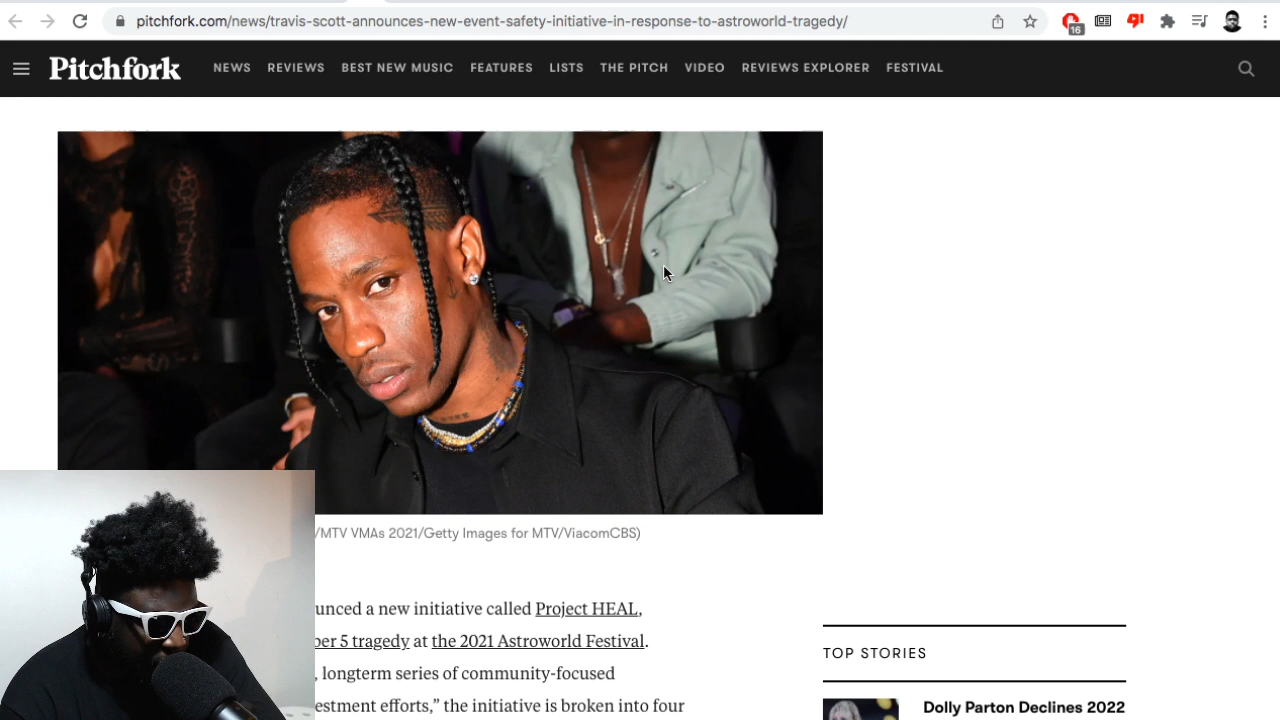 pitchfork.com/news/travis-scott-announces-new-event-safety-initiative-in-response-to-astroworld-tragedy/
16
Pitchfork
NEWS REVIEWS BEST NEW MUSIC FEATURES LISTS THE PITCH VIDEO REVIEWS EXPLORER FESTIVAL
/MTV VMAs 2021/Getty Images for MTV/ViacomCBS)
unced a new initiative called Project HEAL,
ber 5 tragedy at the 2021 Astroworld Festival.
, longterm series of community-focused
estment efforts,” the initiative is broken into four
TOP STORIES
Dolly Parton Declines 2022